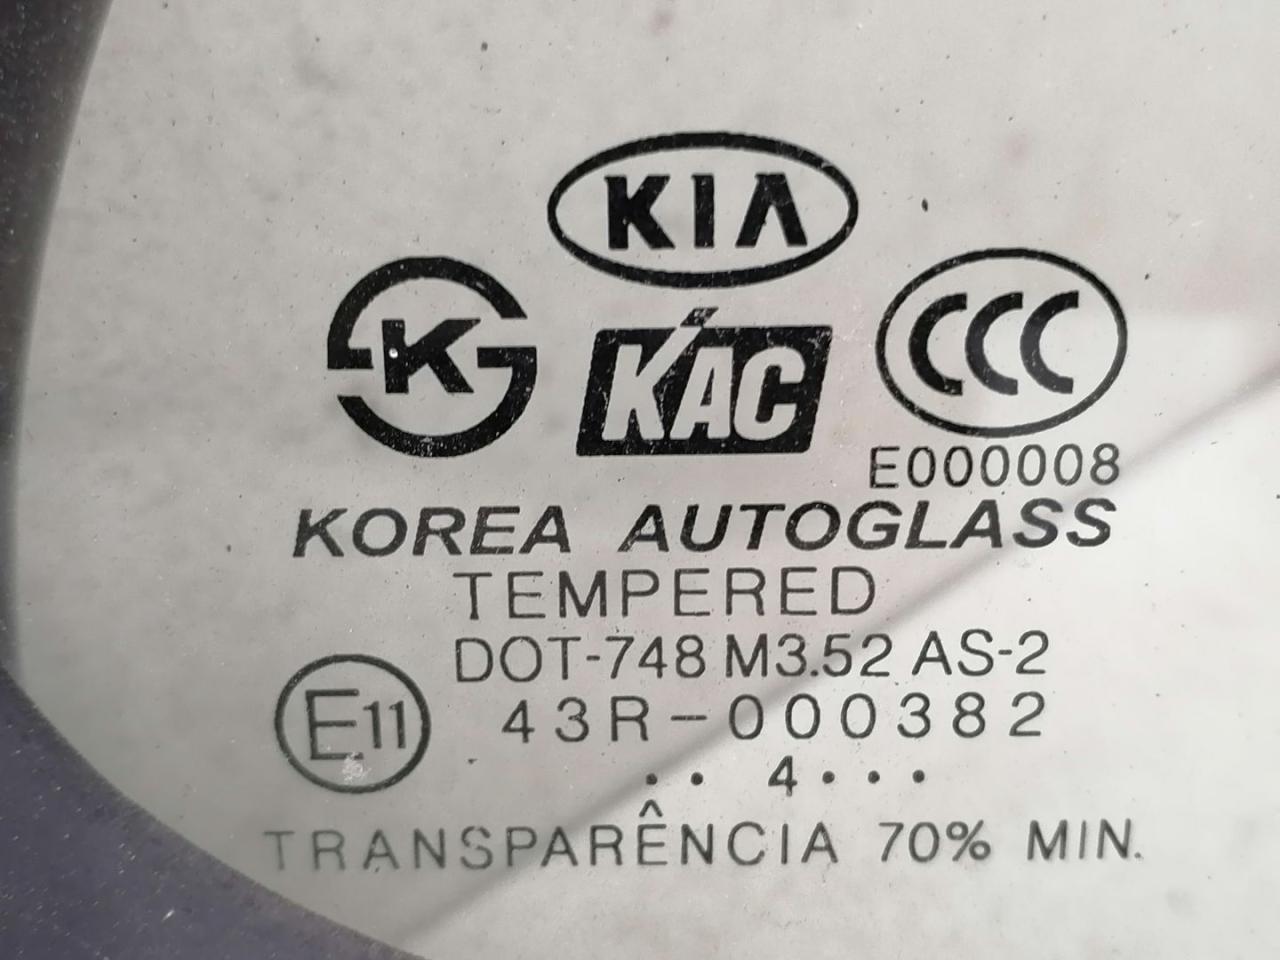 KIA
K
KAC
CCC
E000008
KOREA AUTOGLASS
TEMPERED
DOT-748 M3.52 AS-2
E11
43R-000382
·· 4···
TRANSPARÊNCIA 70% MIN.